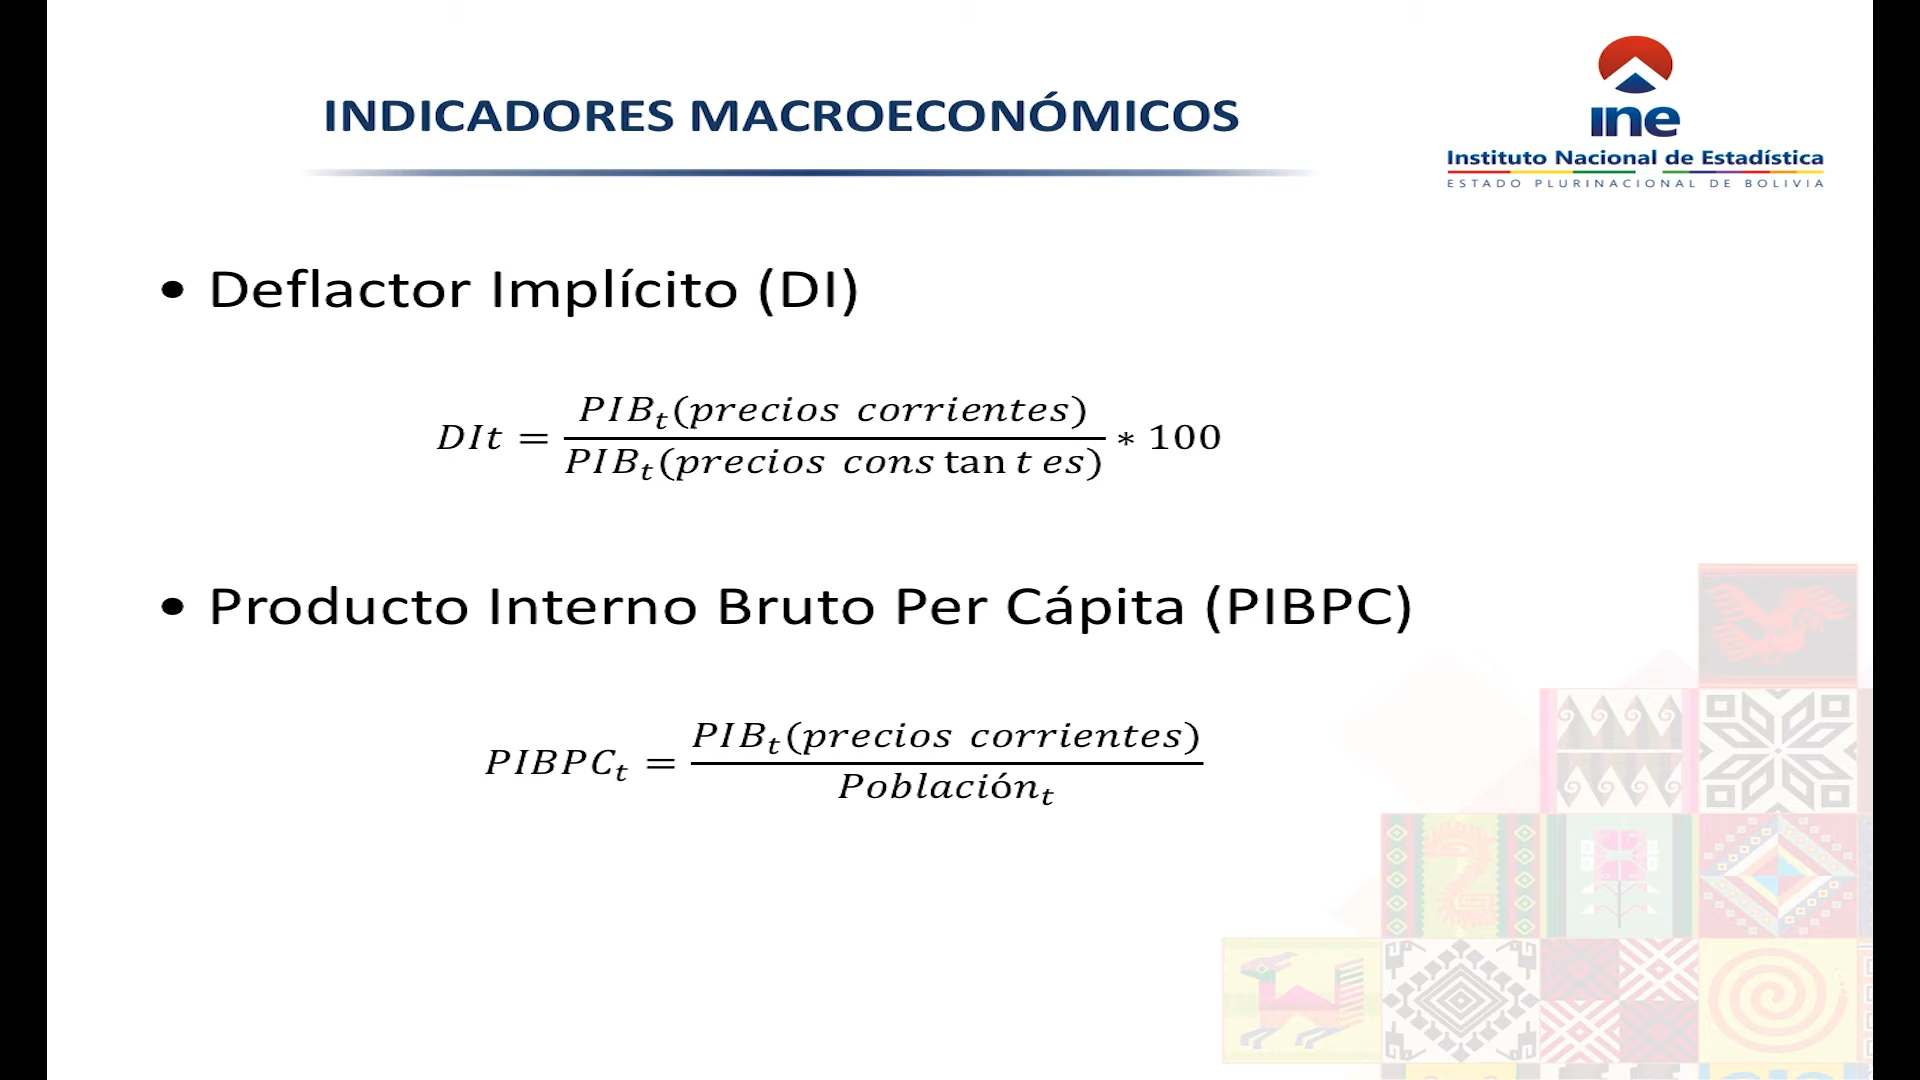 INDICADORES MACROECONÓMICOS
ine
Instituto Nacional de Estadística
ESTADO PLURINACIONAL DE BOLIVIA
• Deflactor Implícito (DI)
DIt = PIB_t(precios corrientes) / PIB_t(precios cons tan t es) * 100
• Producto Interno Bruto Per Cápita (PIBPC)
PIBPC_t = PIB_t(precios corrientes) / Población_t